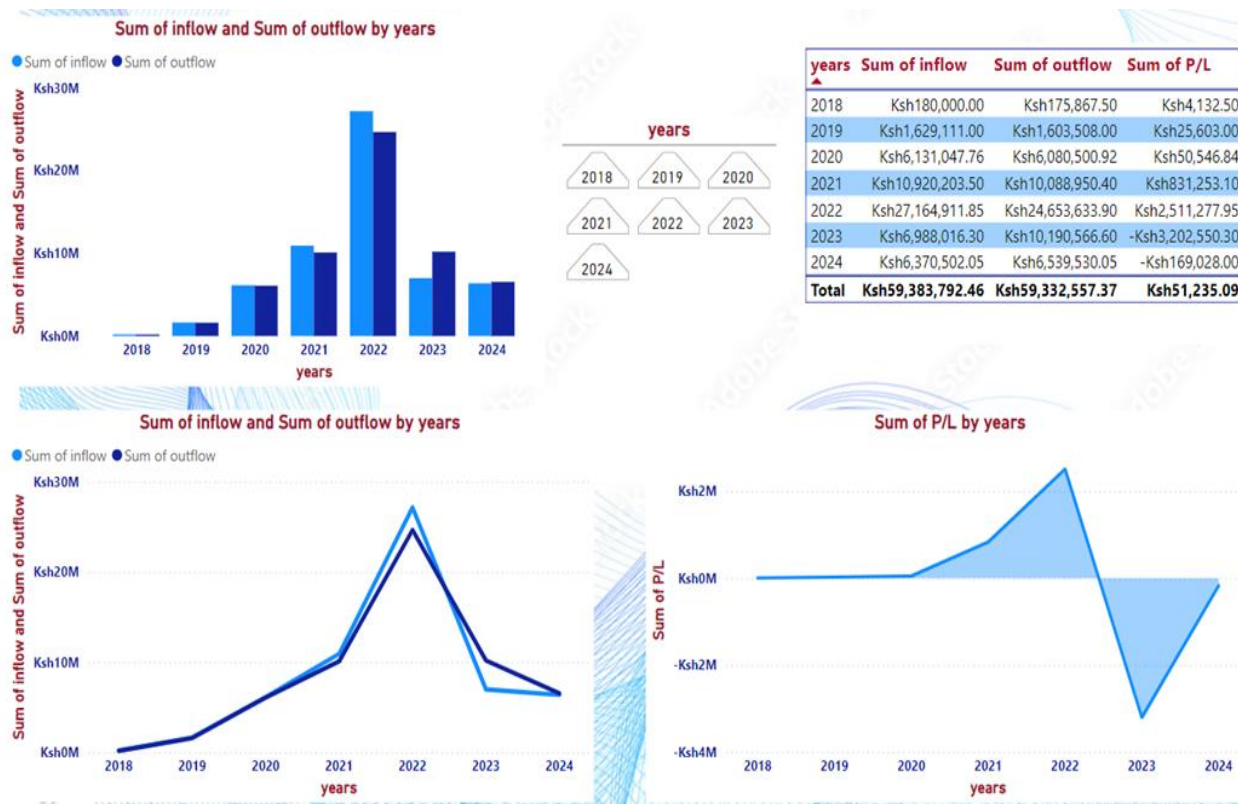 Sum of inflow and Sum of outflow by years
Sum of inflow Sum of outflow
Sum of inflow and Sum of outflow
Ksh30M
Ksh20M
Ksh10M
Ksh0M
2018 2019 2020 2021 2022 2023 2024
years
years
2018 2019 2020
2021 2022 2023
2024
years Sum of inflow Sum of outflow Sum of P/L
2018 Ksh180,000.00 Ksh175,867.50 Ksh4,132.50
2019 Ksh1,629,111.00 Ksh1,603,508.00 Ksh25,603.00
2020 Ksh6,131,047.76 Ksh6,080,500.92 Ksh50,546.84
2021 Ksh10,920,203.50 Ksh10,088,950.40 Ksh831,253.10
2022 Ksh27,164,911.85 Ksh24,653,633.90 Ksh2,511,277.95
2023 Ksh6,988,016.30 Ksh10,190,566.60 -Ksh3,202,550.30
2024 Ksh6,370,502.05 Ksh6,539,530.05 -Ksh169,028.00
Total Ksh59,383,792.46 Ksh59,332,557.37 Ksh51,235.09
Sum of inflow and Sum of outflow by years
Sum of inflow Sum of outflow
Sum of inflow and Sum of outflow
Ksh30M
Ksh20M
Ksh10M
Ksh0M
2018 2019 2020 2021 2022 2023 2024
years
Sum of P/L by years
Sum of P/L
Ksh2M
Ksh0M
-Ksh2M
-Ksh4M
2018 2019 2020 2021 2022 2023 2024
years